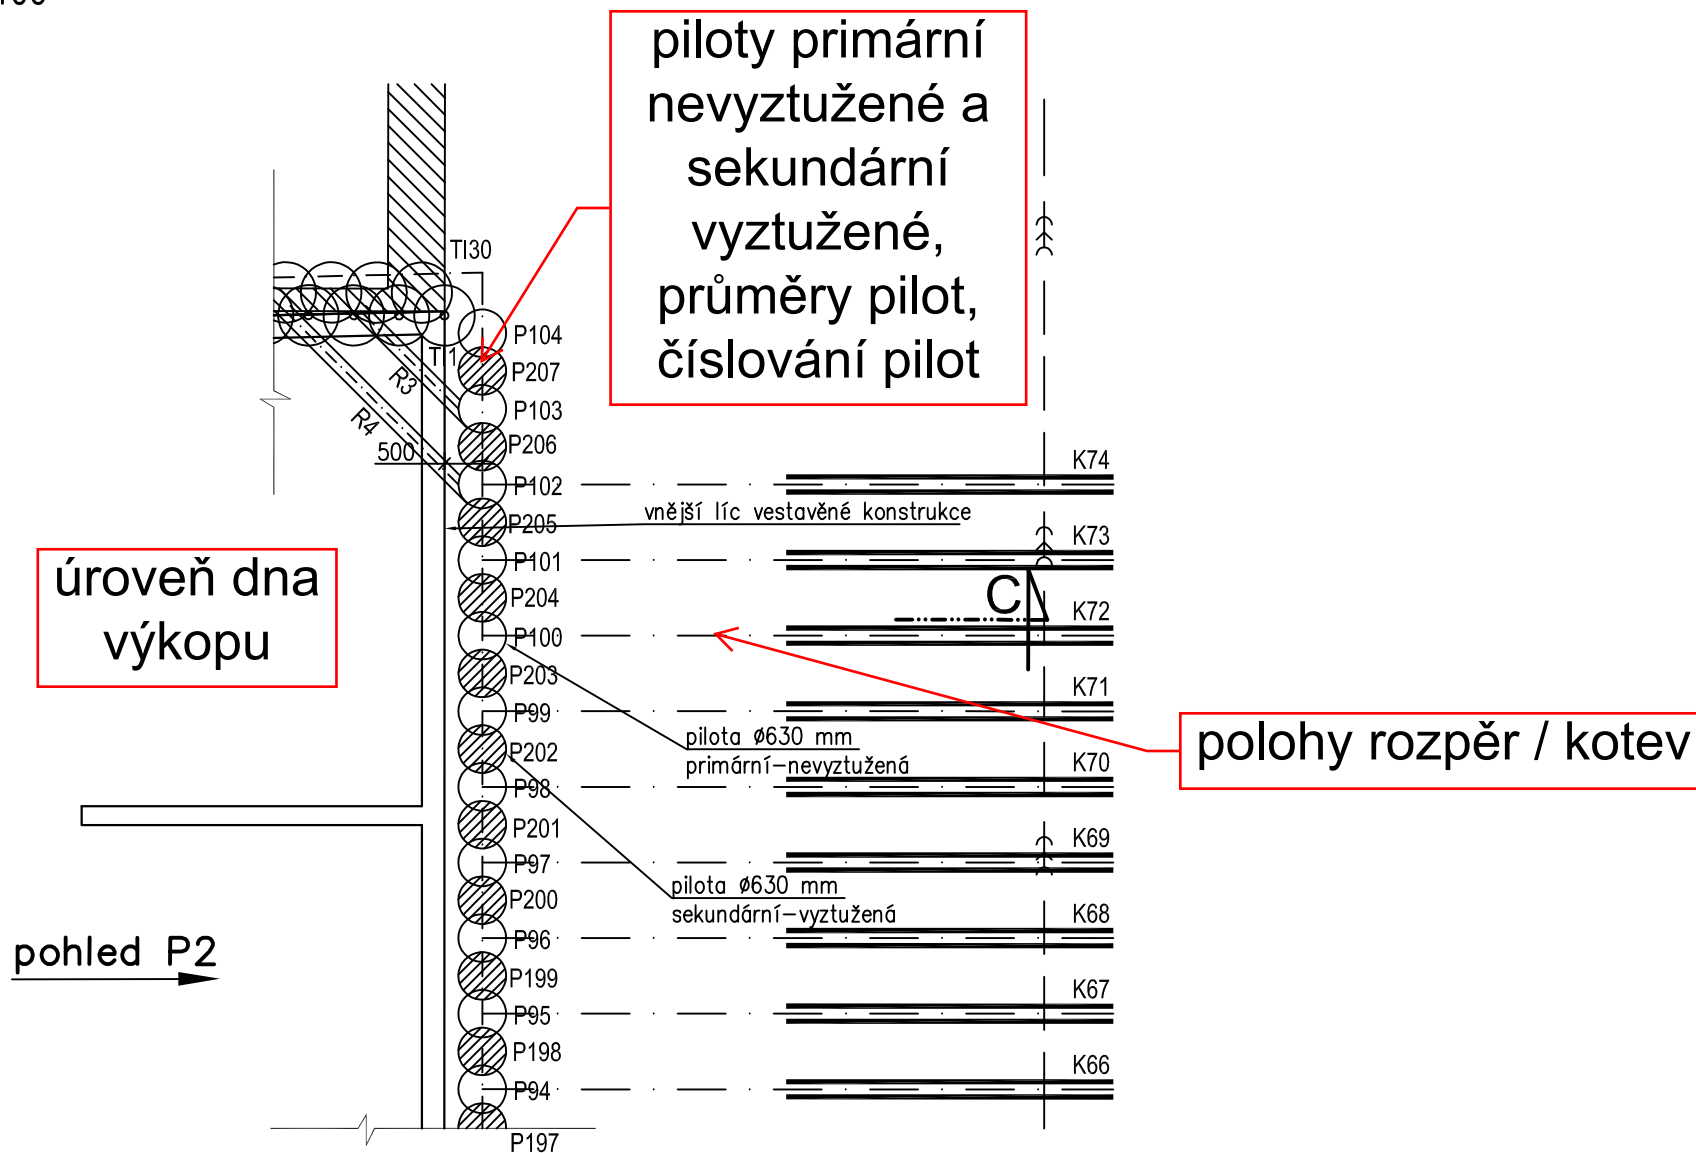 piloty primární
nevyztužené a
sekundární
vyztužené,
průměry pilot,
číslování pilot
TI30
P104
TI1
P207
R3
P103
R4
P206
500
K74
P102
vnější líc vestavěné konstrukce
P205
K73
P101
úroveň dna
výkopu
P204
C
K72
P100
P203
K71
P99
pilota ø630 mm
primární-nevyztužená
polohy rozpěr / kotev
P202
K70
P98
P201
K69
P97
pilota ø630 mm
sekundární-vyztužená
P200
K68
P96
pohled P2
P199
K67
P95
P198
K66
P94
P197